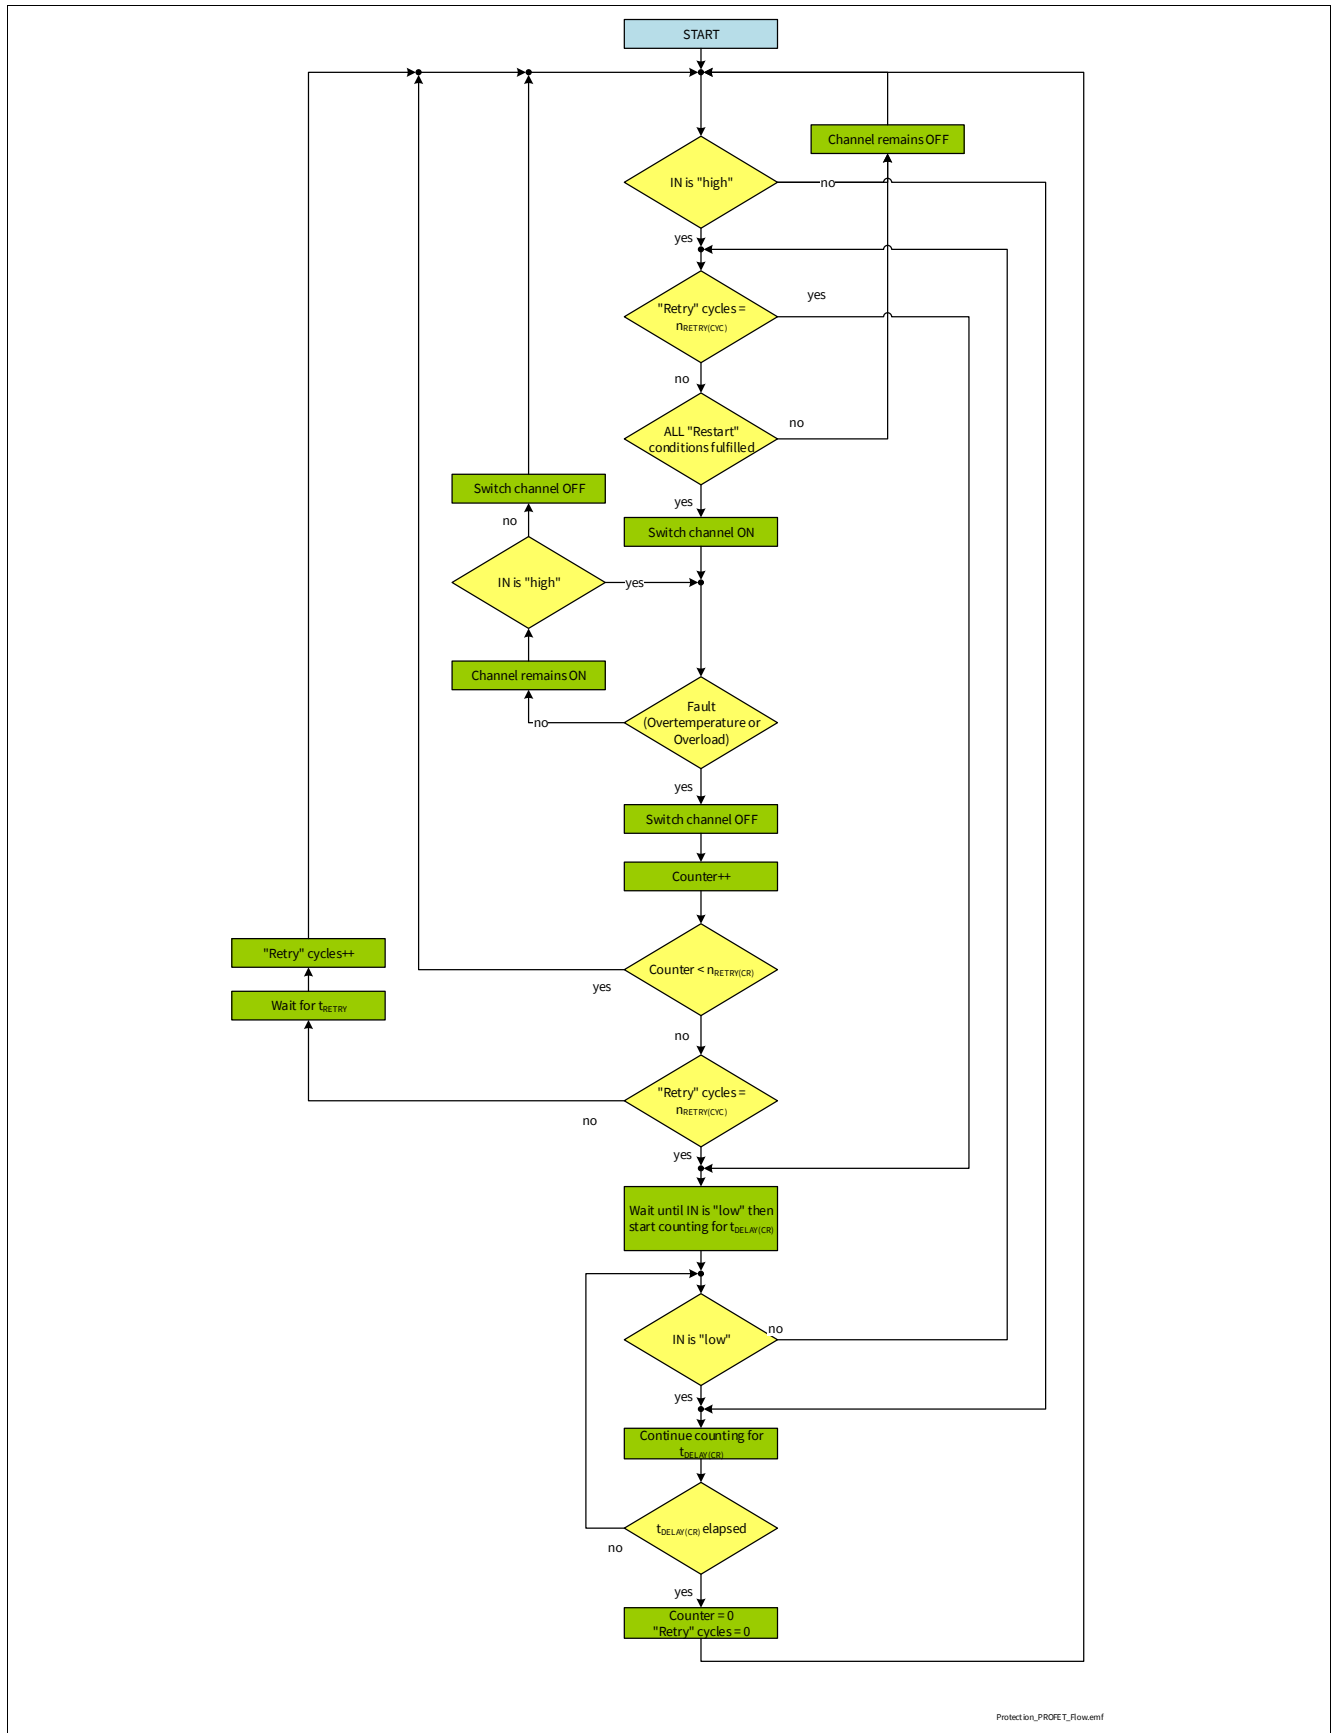 START
Channel remains OFF
IN is "high"
no
yes
"Retry" cycles =
nRETRY(CYC)
yes
no
ALL "Restart"
conditions fulfilled
no
yes
Switch channel OFF
no
Switch channel ON
IN is "high"
yes
Channel remains ON
Fault
(Overtemperature or
Overload)
no
yes
Switch channel OFF
Counter++
"Retry" cycles++
Counter < nRETRY(CR)
yes
Wait for tRETRY
no
"Retry" cycles =
nRETRY(CYC)
no
yes
Wait until IN is "low" then
start counting for tDELAY(CR)
IN is "low"
no
yes
Continue counting for
tDELAY(CR)
tDELAY(CR) elapsed
no
yes
Counter = 0
"Retry" cycles = 0
Protection_PROFET_Flow.emf